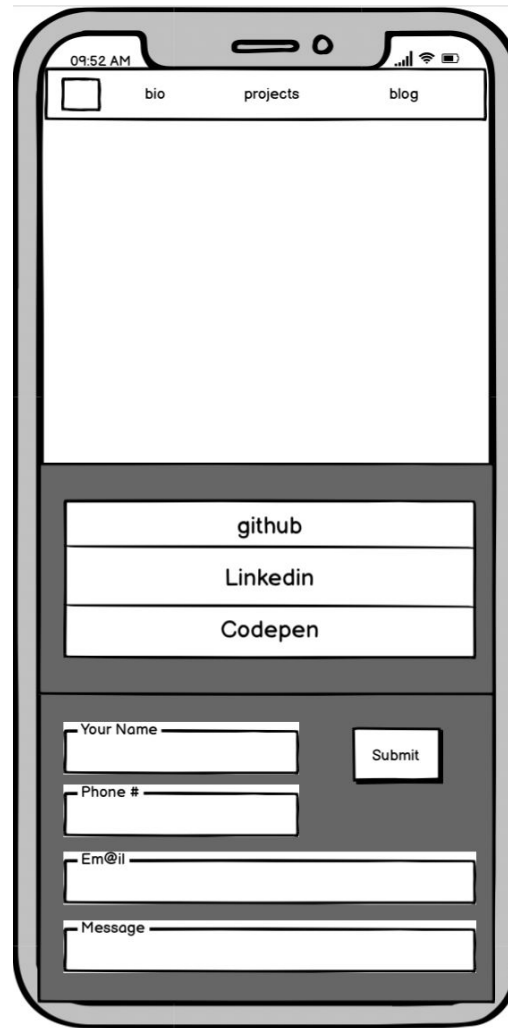 09:52 AM
bio projects blog
github
Linkedin
Codepen
Your Name
Submit
Phone #
Em@il
Message